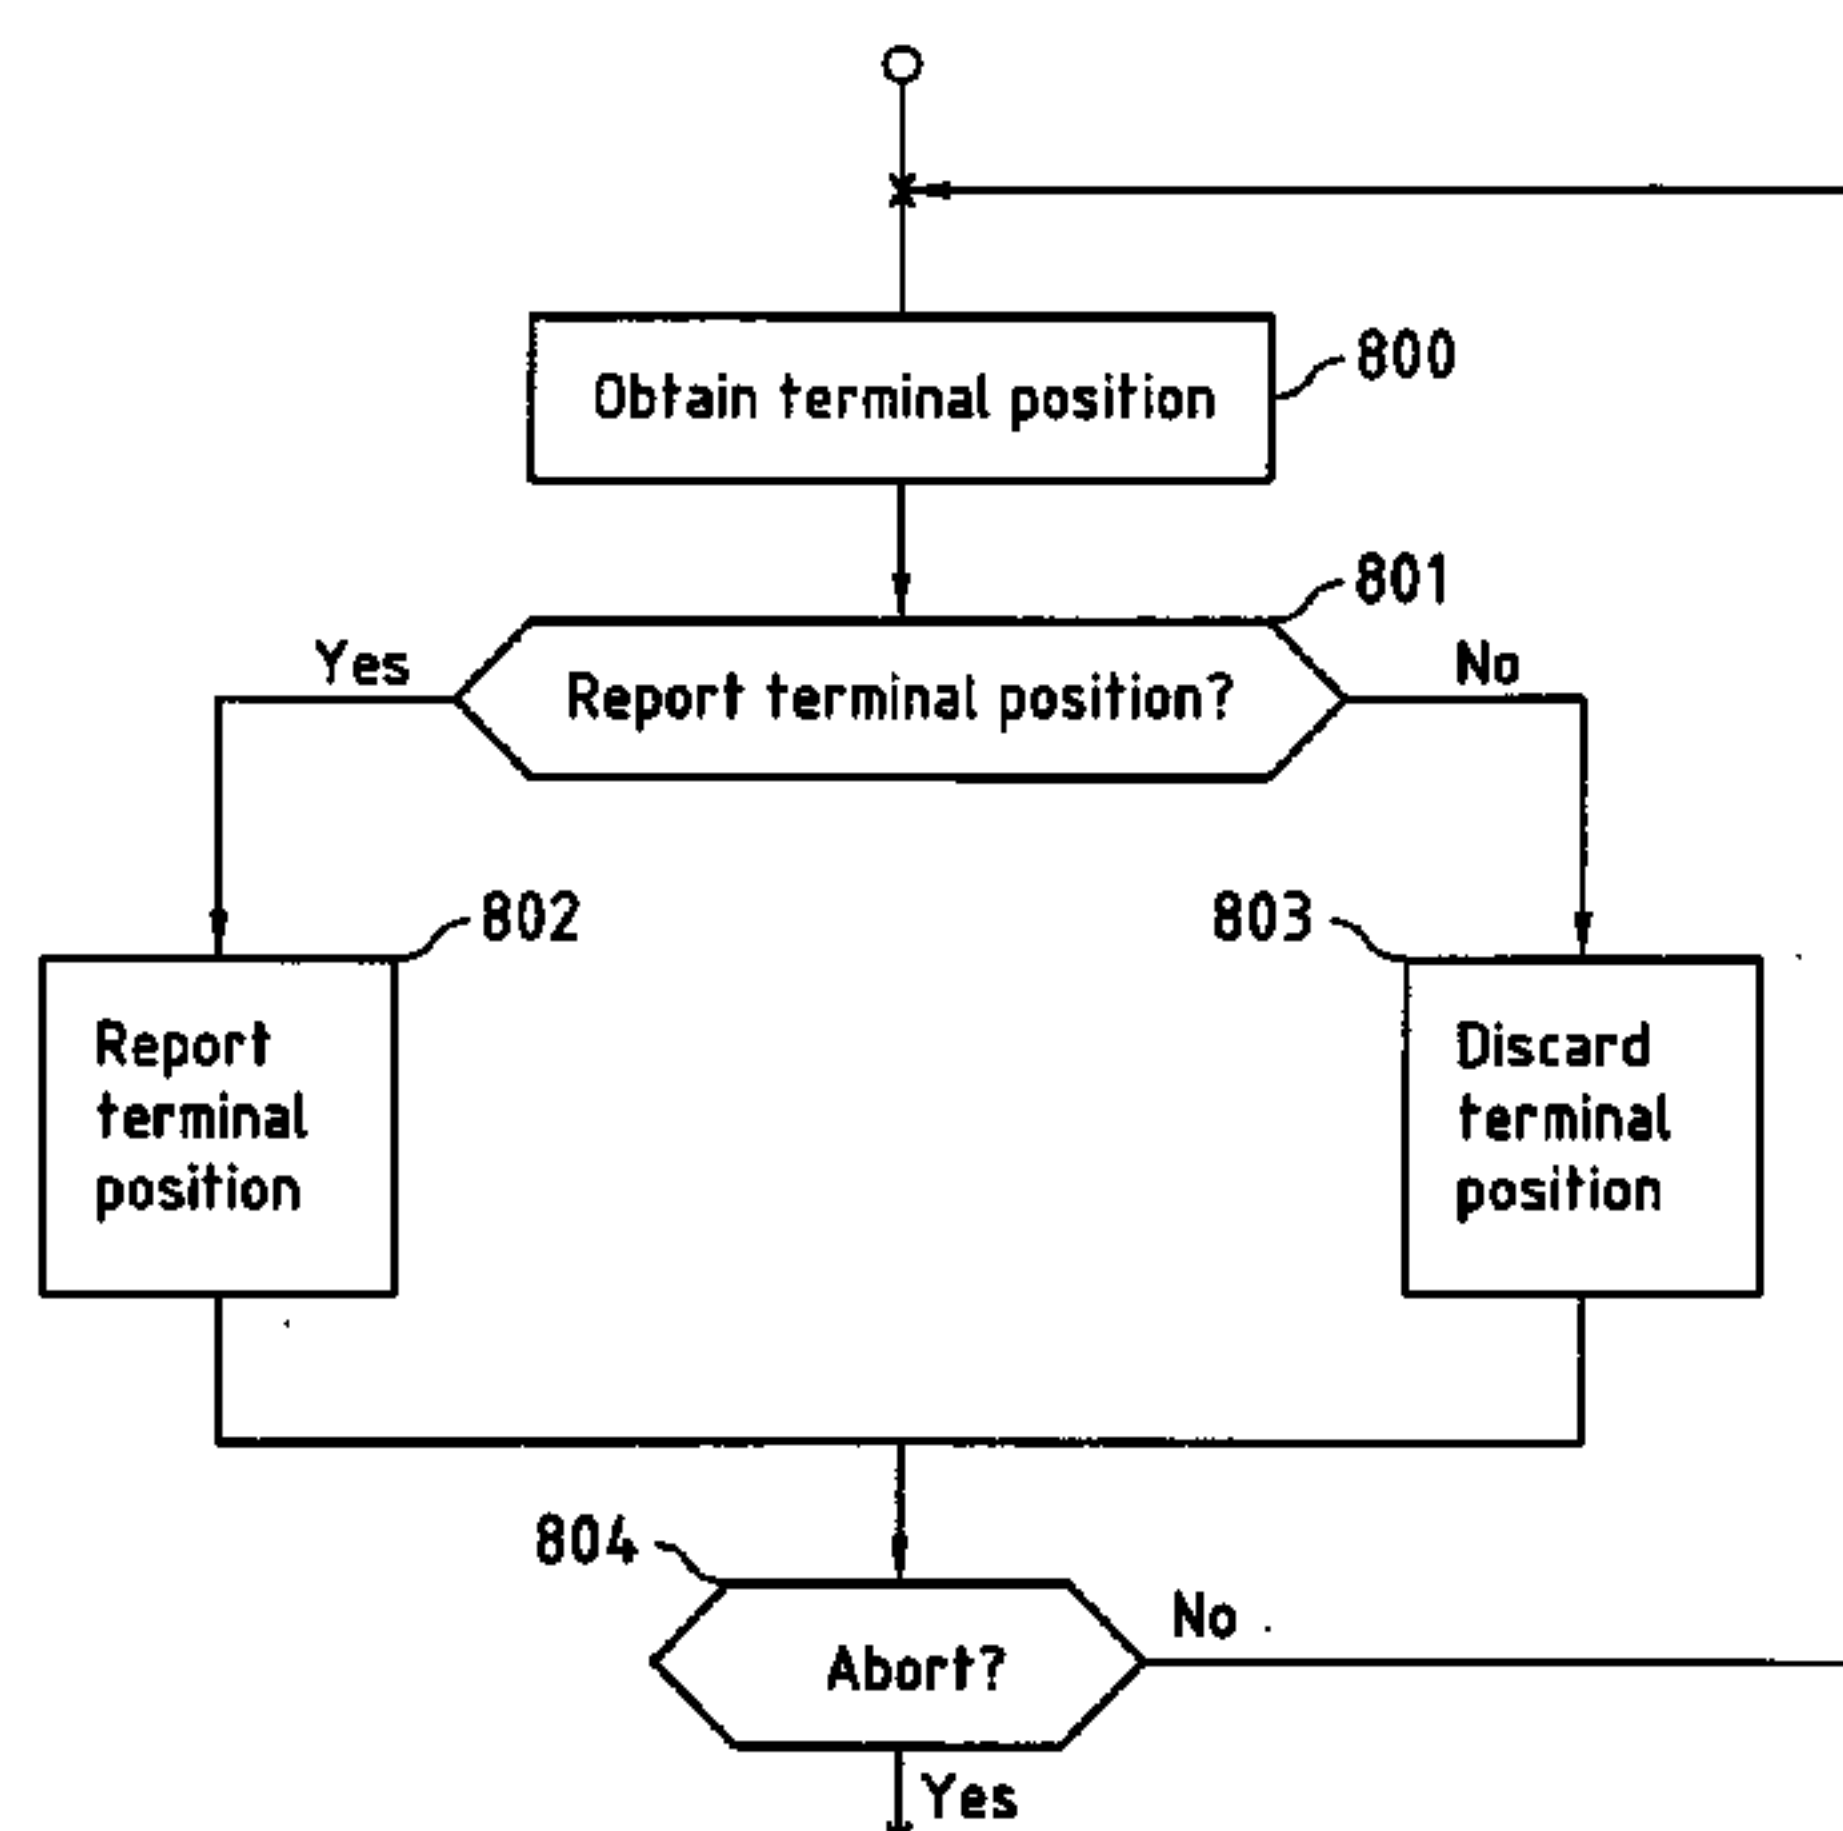 800
Obtain terminal position
801
Yes
No
Report terminal position?
802
803
Report
terminal
position
Discard
terminal
position
804
No
Abort?
Yes